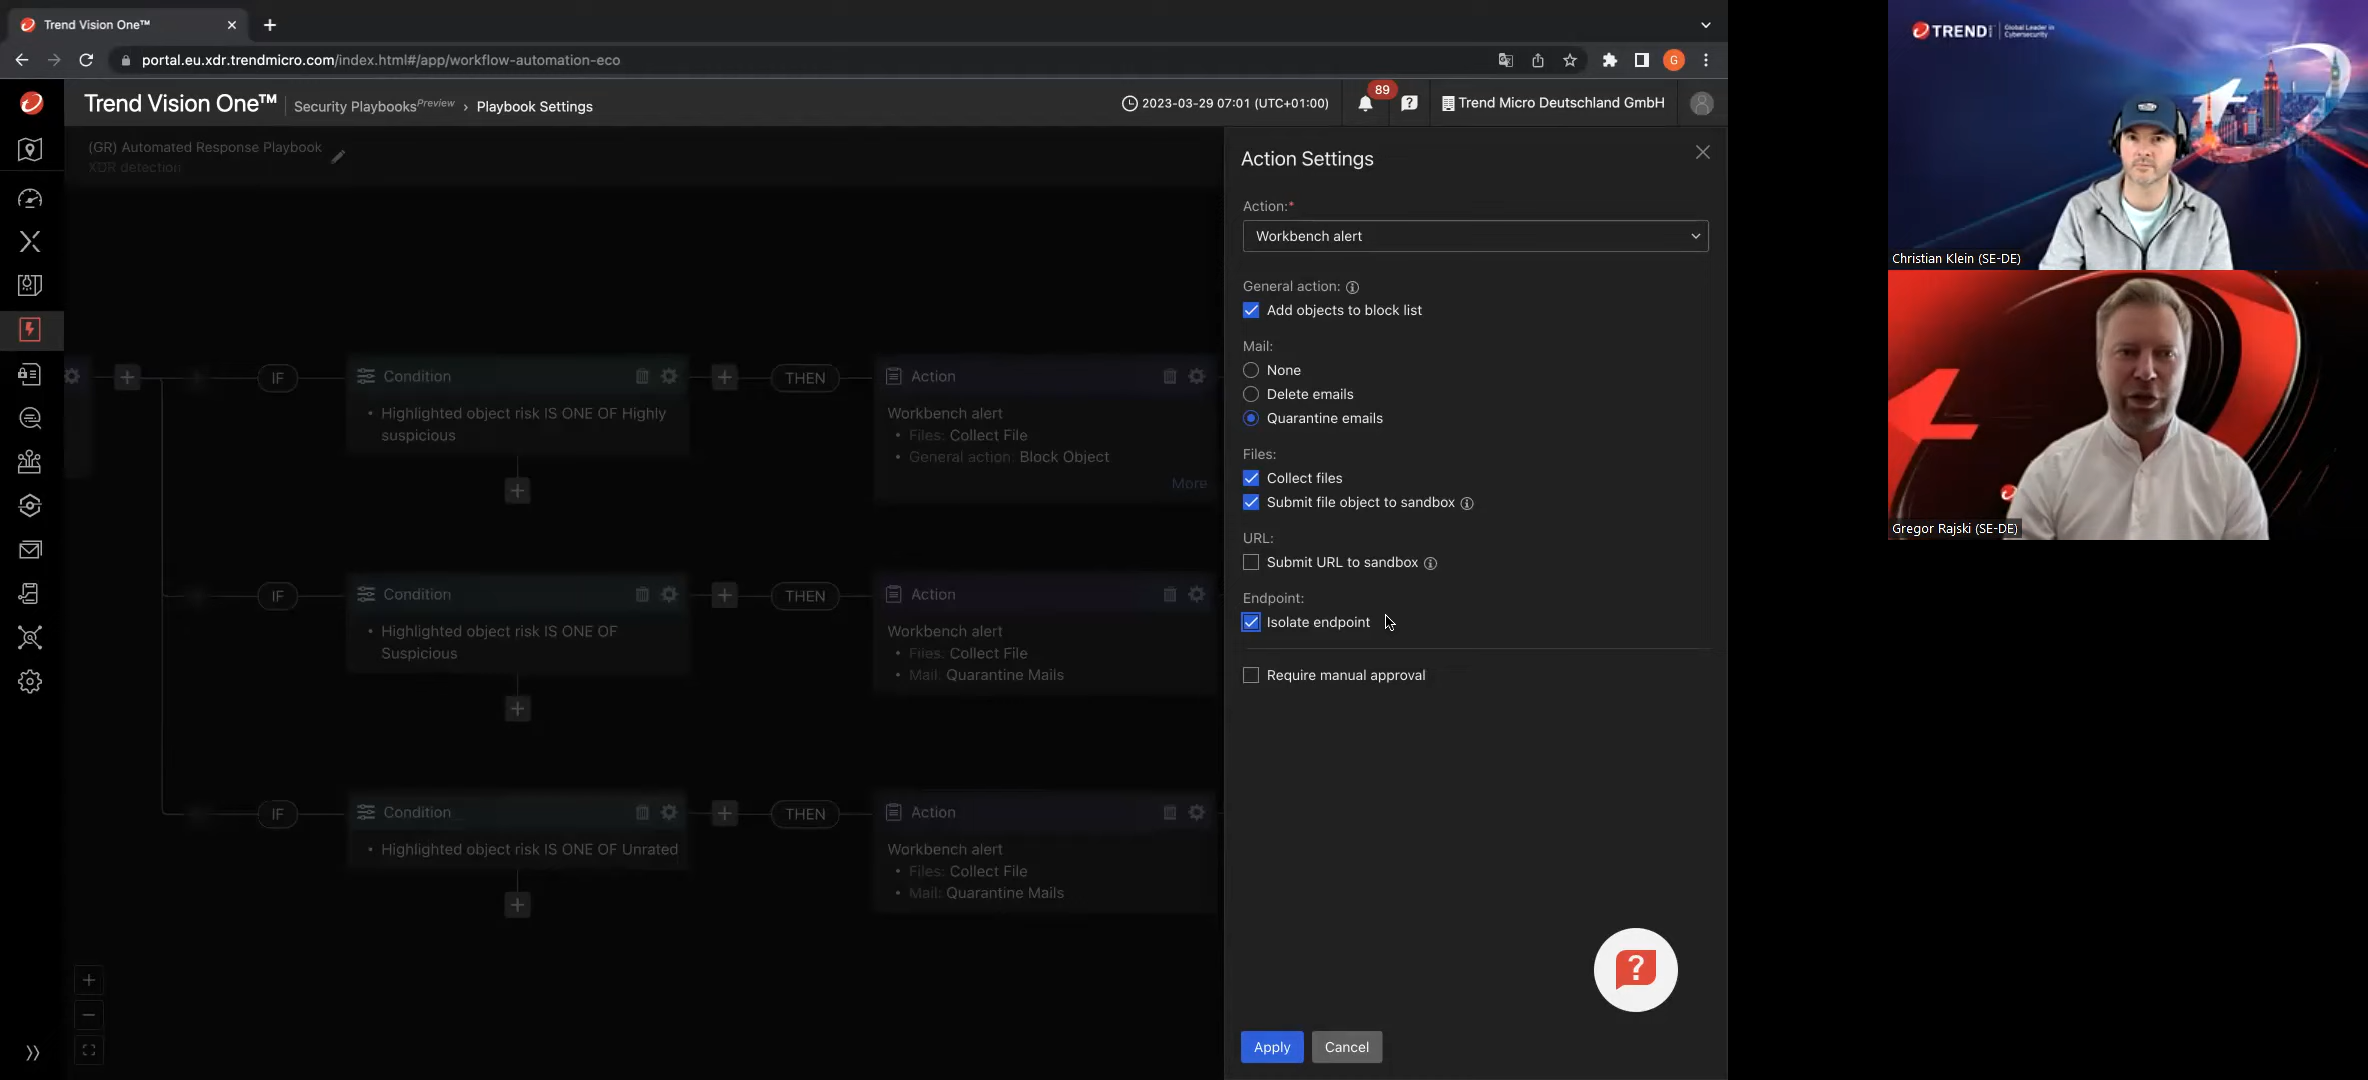 Trend Vision One™
portal.eu.xdr.trendmicro.com/index.html#/app/workflow-automation-eco
G
Trend Vision One™
Security Playbooks Preview › Playbook Settings
2023-03-29 07:01 (UTC+01:00)
89
Trend Micro Deutschland GmbH
(GR) Automated Response Playbook
XDR detection
IF
Condition
• Highlighted object risk IS ONE OF Highly
suspicious
THEN
Action
Workbench alert
• Files: Collect File
• General action: Block Object
More
IF
Condition
• Highlighted object risk IS ONE OF
Suspicious
THEN
Action
Workbench alert
• Files: Collect File
• Mail: Quarantine Mails
IF
Condition
• Highlighted object risk IS ONE OF Unrated
THEN
Action
Workbench alert
• Files: Collect File
• Mail: Quarantine Mails
Action Settings
Action:*
Workbench alert
General action:
Add objects to block list
Mail:
None
Delete emails
Quarantine emails
Files:
Collect files
Submit file object to sandbox
URL:
Submit URL to sandbox
Endpoint:
Isolate endpoint
Require manual approval
Apply
Cancel
TREND
Global Leader in
Cybersecurity
Christian Klein (SE-DE)
Gregor Rajski (SE-DE)